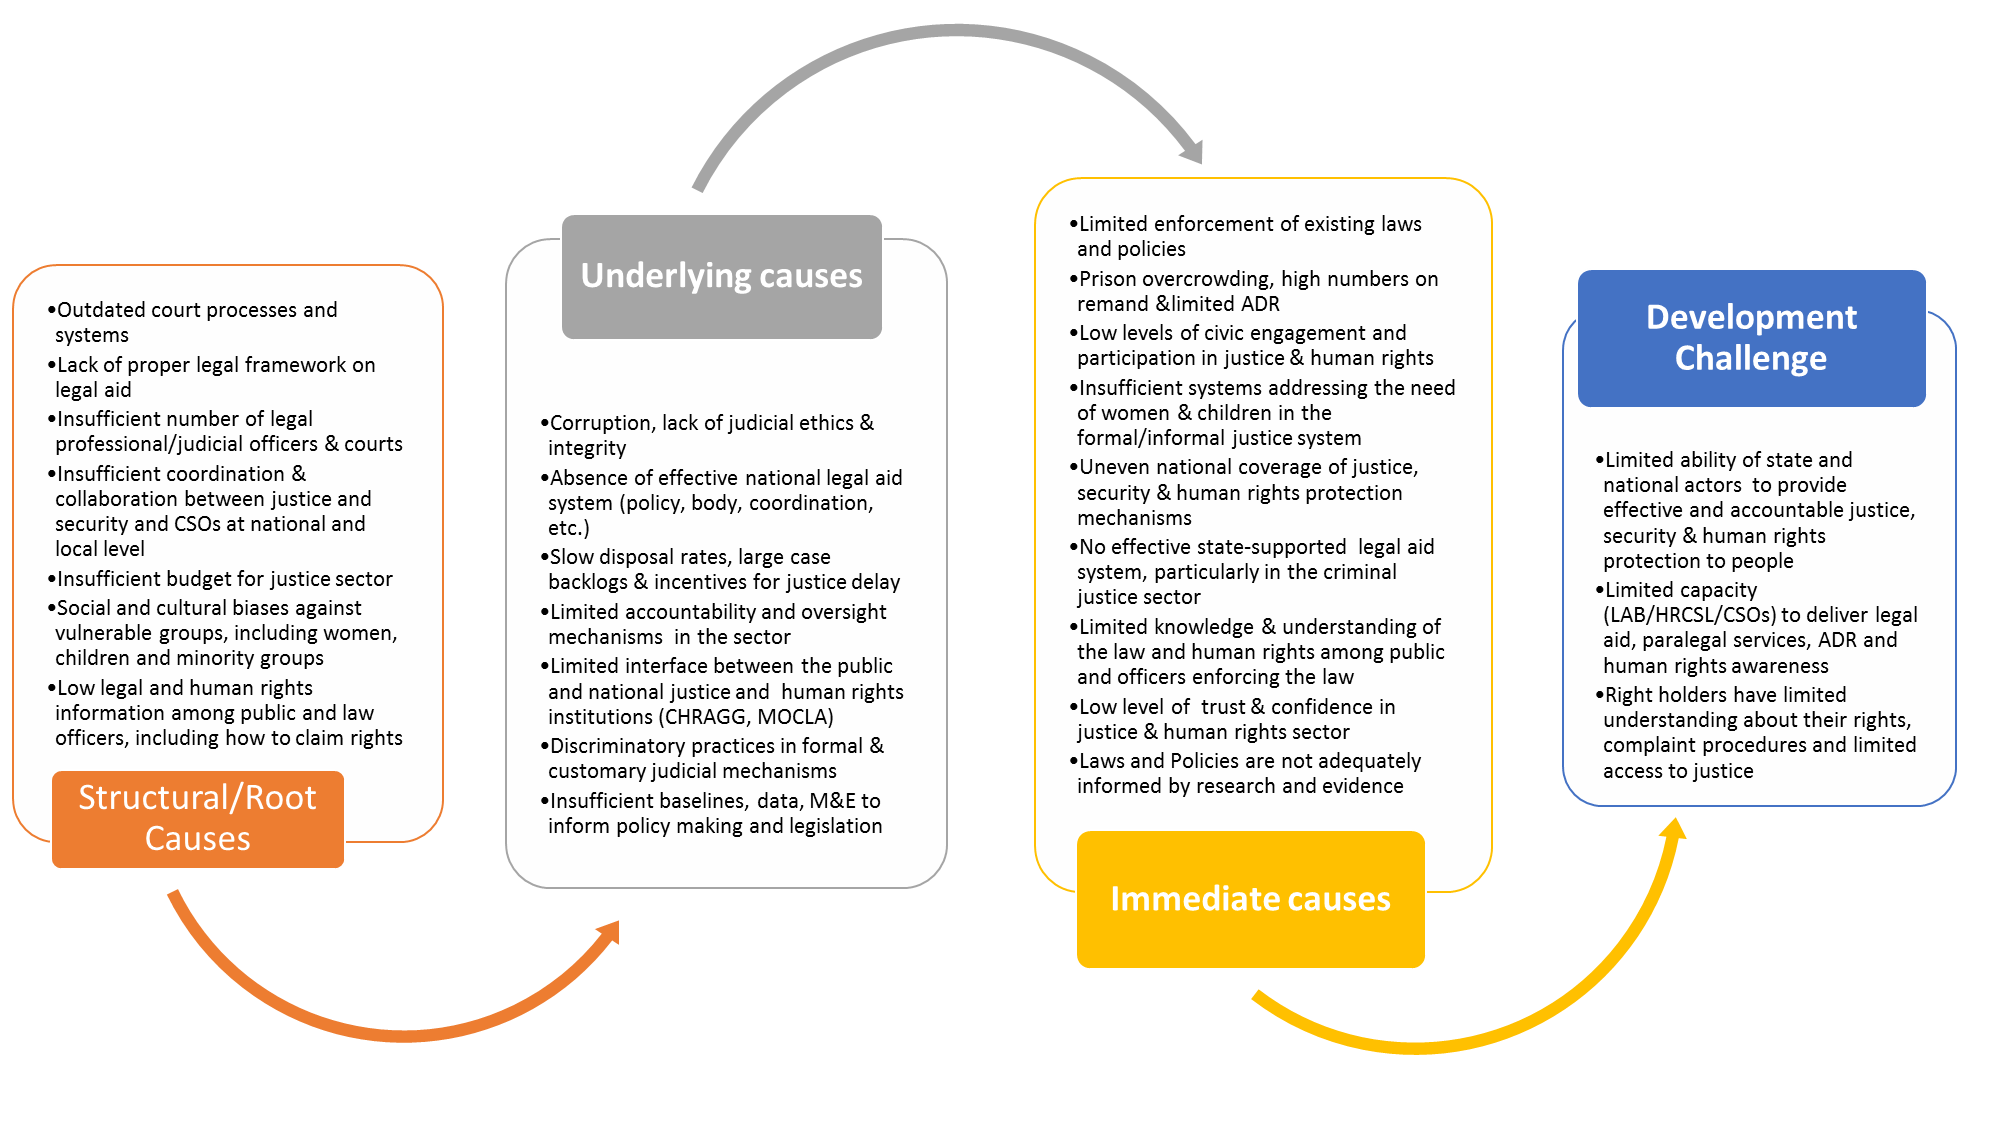 •Outdated court processes and
systems
•Lack of proper legal framework on
legal aid
•Insufficient number of legal
professional/judicial officers & courts
•Insufficient coordination &
collaboration between justice and
security and CSOs at national and
local level
•Insufficient budget for justice sector
•Social and cultural biases against
vulnerable groups, including women,
children and minority groups
•Low legal and human rights
information among public and law
officers, including how to claim rights
Structural/Root
Causes
Underlying causes
•Corruption, lack of judicial ethics &
integrity
•Absence of effective national legal aid
system (policy, body, coordination,
etc.)
•Slow disposal rates, large case
backlogs & incentives for justice delay
•Limited accountability and oversight
mechanisms in the sector
•Limited interface between the public
and national justice and human rights
institutions (CHRAGG, MOCLA)
•Discriminatory practices in formal &
customary judicial mechanisms
•Insufficient baselines, data, M&E to
inform policy making and legislation
•Limited enforcement of existing laws
and policies
•Prison overcrowding, high numbers on
remand &limited ADR
•Low levels of civic engagement and
participation in justice & human rights
•Insufficient systems addressing the need
of women & children in the
formal/informal justice system
•Uneven national coverage of justice,
security & human rights protection
mechanisms
•No effective state-supported legal aid
system, particularly in the criminal
justice sector
•Limited knowledge & understanding of
the law and human rights among public
and officers enforcing the law
•Low level of trust & confidence in
justice & human rights sector
•Laws and Policies are not adequately
informed by research and evidence
Immediate causes
Development
Challenge
•Limited ability of state and
national actors to provide
effective and accountable justice,
security & human rights
protection to people
•Limited capacity
(LAB/HRCSL/CSOs) to deliver legal
aid, paralegal services, ADR and
human rights awareness
•Right holders have limited
understanding about their rights,
complaint procedures and limited
access to justice